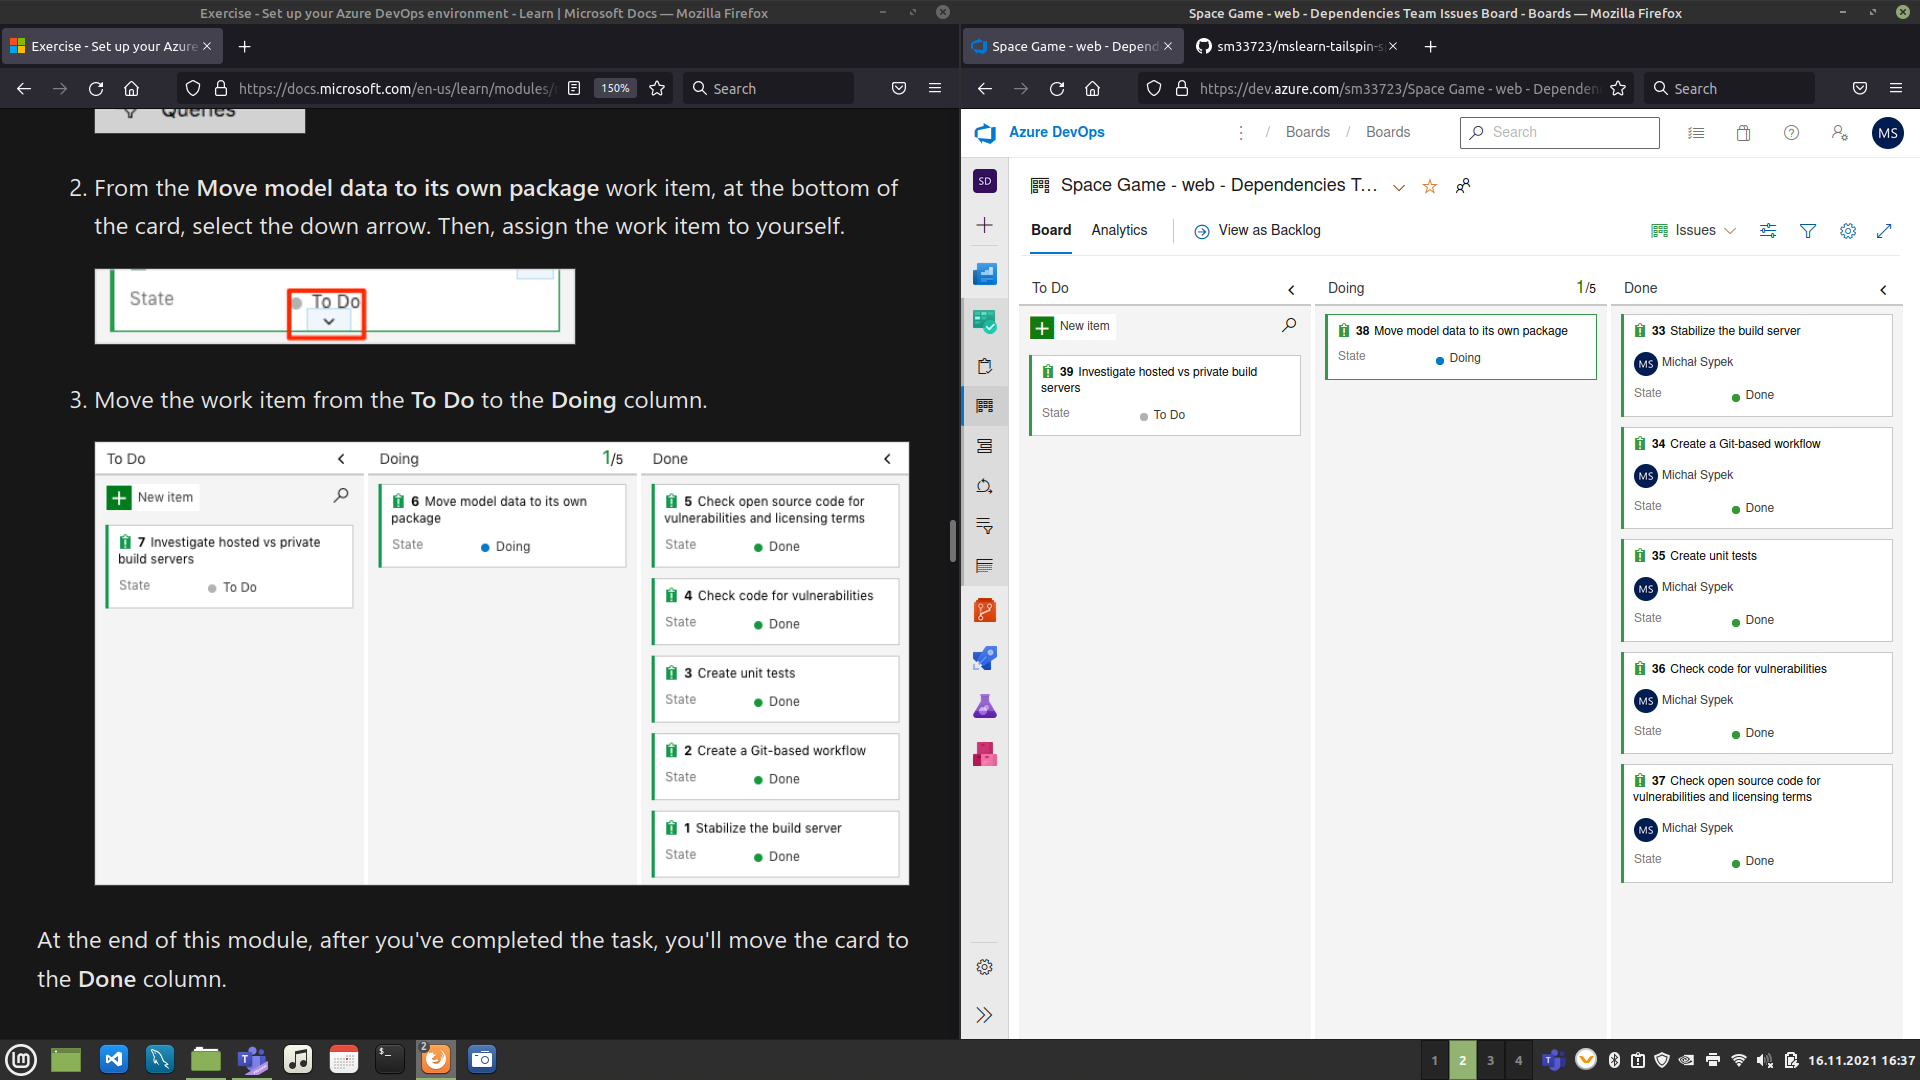 Exercise - Set up your Azure DevOps environment - Learn | Microsoft Docs — Mozilla Firefox
Exercise - Set up your Azure
https://docs.microsoft.com/en-us/learn/modules/
150%
Search
Queries
2. From the Move model data to its own package work item, at the bottom of
the card, select the down arrow. Then, assign the work item to yourself.
State
To Do
3. Move the work item from the To Do to the Doing column.
To Do
Doing
1/5
Done
New item
7 Investigate hosted vs private
build servers
State
To Do
6 Move model data to its own
package
State
Doing
5 Check open source code for
vulnerabilities and licensing terms
State
Done
4 Check code for vulnerabilities
State
Done
3 Create unit tests
State
Done
2 Create a Git-based workflow
State
Done
1 Stabilize the build server
State
Done
At the end of this module, after you've completed the task, you'll move the card to
the Done column.
Space Game - web - Dependencies Team Issues Board - Boards — Mozilla Firefox
Space Game - web - Depend
sm33723/mslearn-tailspin-s
https://dev.azure.com/sm33723/Space Game - web - Dependen
Search
Azure DevOps
/ Boards / Boards
Search
MS
SD
Space Game - web - Dependencies T...
Board
Analytics
View as Backlog
Issues
To Do
Doing
1/5
Done
New item
39 Investigate hosted vs private build
servers
State
To Do
38 Move model data to its own package
State
Doing
33 Stabilize the build server
MS Michał Sypek
State
Done
34 Create a Git-based workflow
MS Michał Sypek
State
Done
35 Create unit tests
MS Michał Sypek
State
Done
36 Check code for vulnerabilities
MS Michał Sypek
State
Done
37 Check open source code for
vulnerabilities and licensing terms
MS Michał Sypek
State
Done
2
1 2 3 4
16.11.2021 16:37